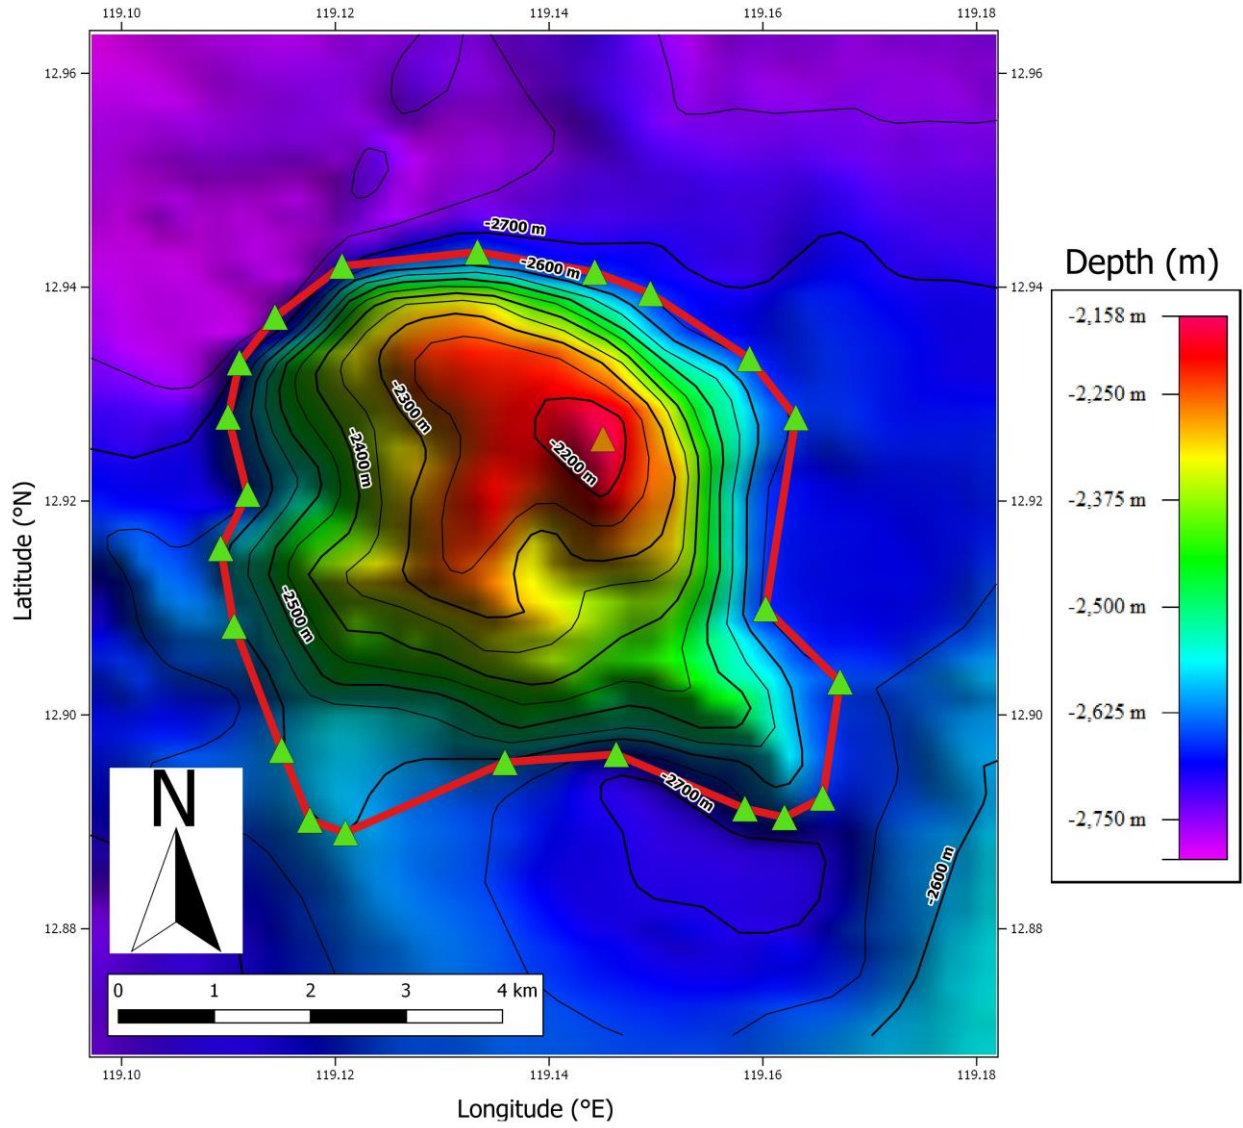 119.10 119.12 119.14 119.16 119.18
12.96 12.96
-2700 m
-2600 m
Depth (m)
12.94 12.94
-2,158 m
-2,250 m
-2300 m
-2400 m
-2200 m
-2,375 m
12.92 12.92
Latitude (°N)
-2500 m
-2,500 m
12.90 12.90
-2,625 m
-2700 m
N
-2,750 m
-2600 m
12.88 12.88
0 1 2 3 4 km
119.10 119.12 119.14 119.16 119.18
Longitude (°E)